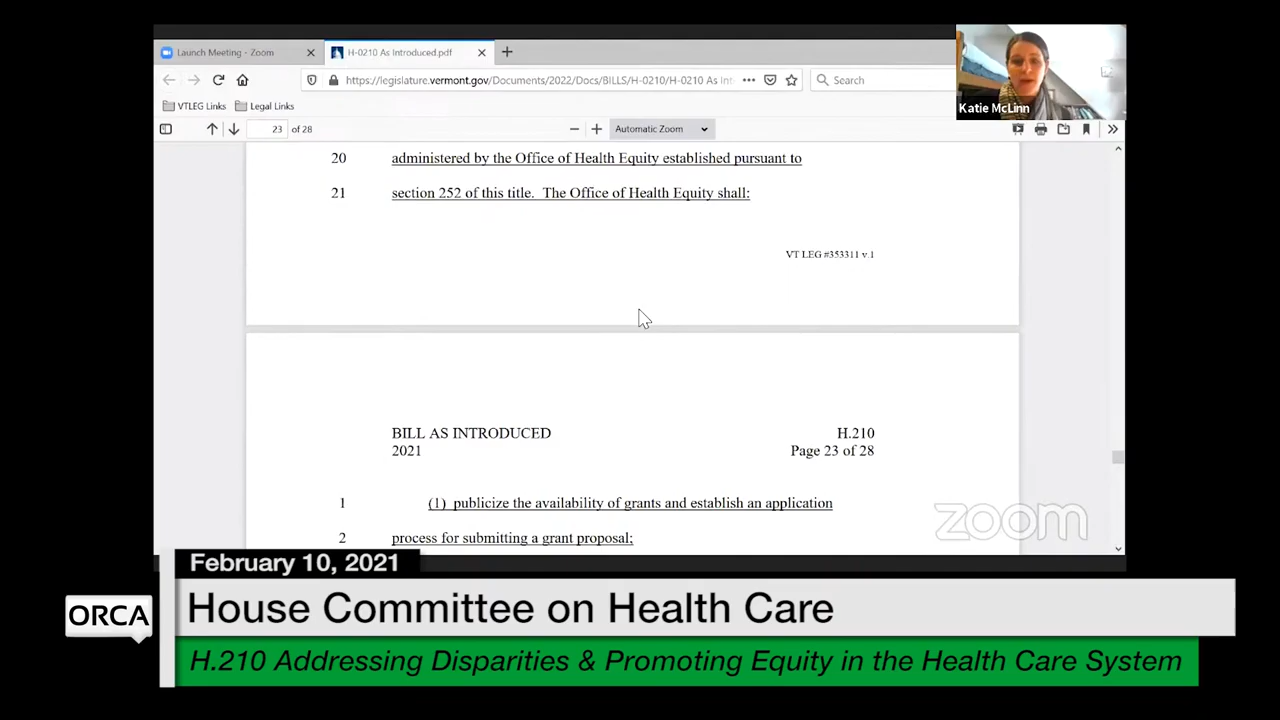 Launch Meeting - Zoom
H-0210 As Introduced.pdf
https://legislature.vermont.gov/Documents/2022/Docs/BILLS/H-0210/H-0210 As Int
Search
VTLEG Links
Legal Links
23 of 28
Automatic Zoom
Katie McLinn
20 administered by the Office of Health Equity established pursuant to
21 section 252 of this title. The Office of Health Equity shall:
VT LEG #353311 v.1
BILL AS INTRODUCED H.210
2021 Page 23 of 28
1 (1) publicize the availability of grants and establish an application
2 process for submitting a grant proposal;
zoom
February 10, 2021
ORCA House Committee on Health Care
H.210 Addressing Disparities & Promoting Equity in the Health Care System